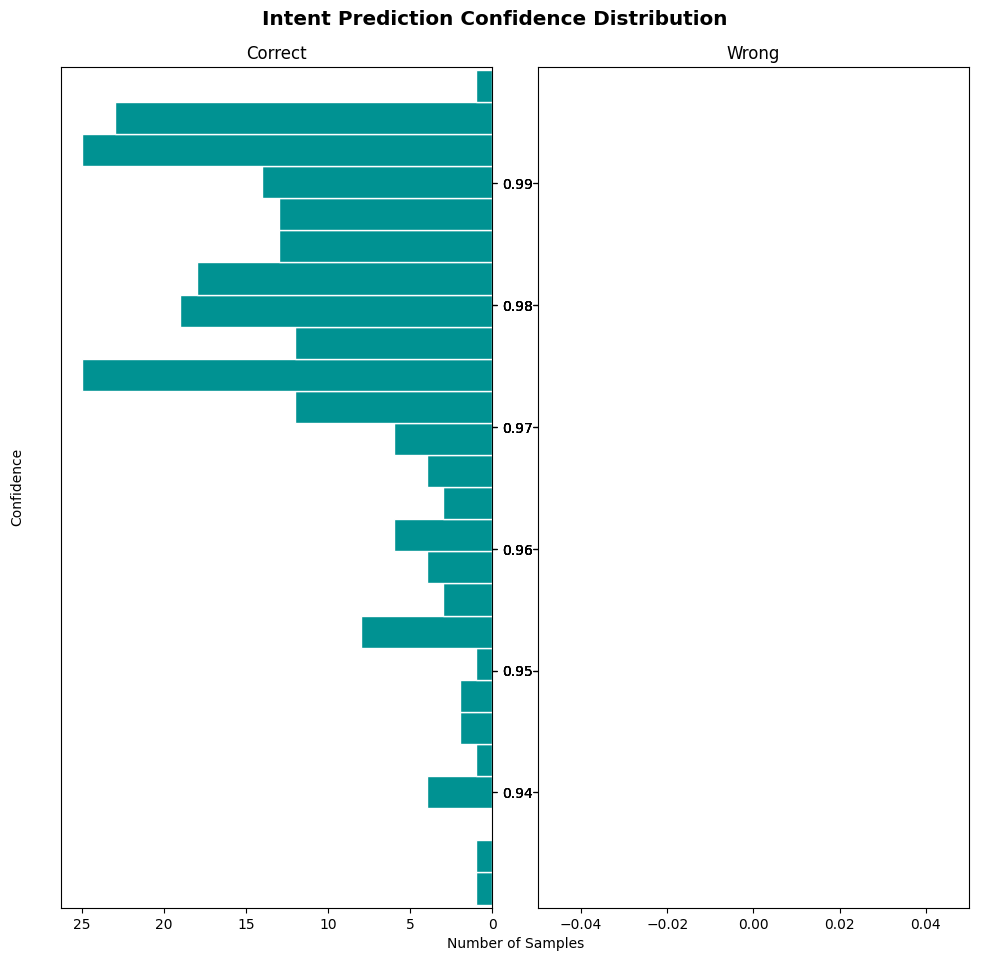 Intent Prediction Confidence Distribution
Correct
Wrong
0.99
0.98
0.97
0.96
0.95
0.94
Confidence
25 20 15 10 5 0
−0.04 −0.02 0.00 0.02 0.04
Number of Samples